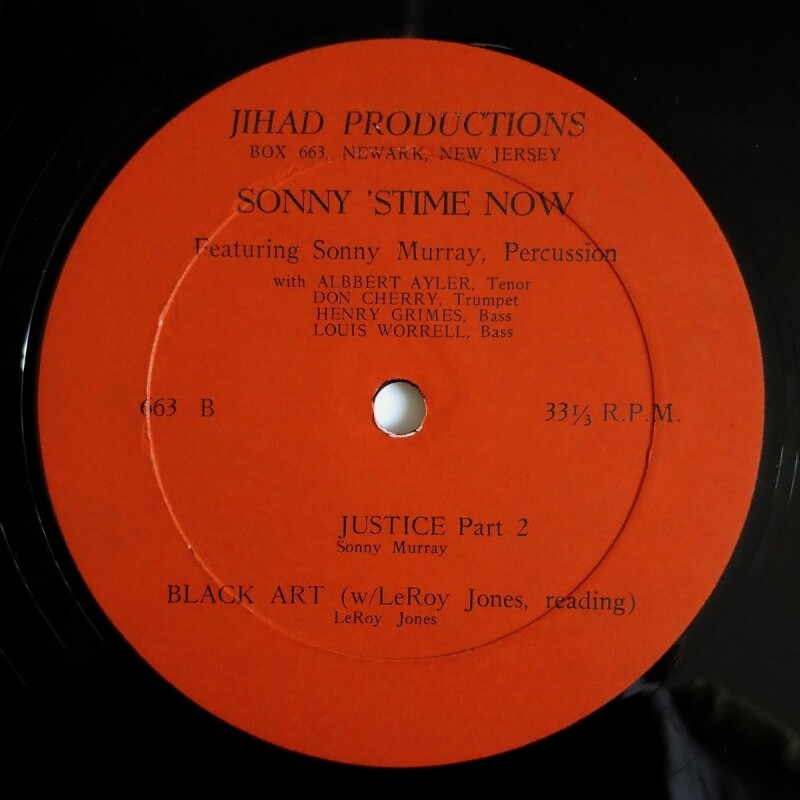 JIHAD PRODUCTIONS
BOX 663, NEWARK, NEW JERSEY
SONNY 'STIME NOW
Featuring Sonny Murray, Percussion
with ALBBERT AYLER, Tenor
DON CHERRY, Trumpet
HENRY GRIMES, Bass
LOUIS WORRELL, Bass
663 B 33⅓ R.P.M.
JUSTICE Part 2
Sonny Murray
BLACK ART (w/LeRoy Jones, reading)
LeRoy Jones